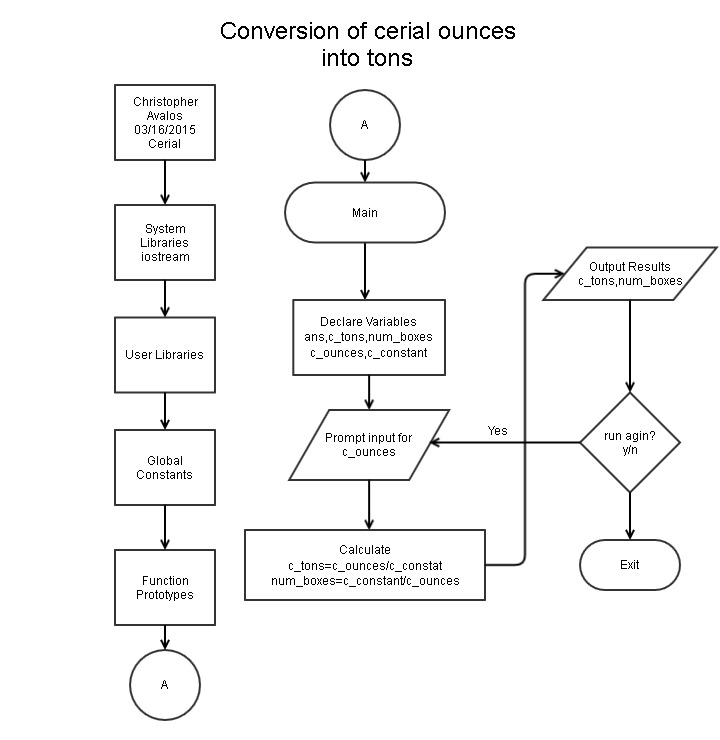 Conversion of cerial ounces
into tons
Christopher
Avalos
03/16/2015
Cerial
System
Libraries
iostream
User Libraries
Global
Constants
Function
Prototypes
A
A
Main
Declare Variables
ans,c_tons,num_boxes
c_ounces,c_constant
Prompt input for
c_ounces
Calculate
c_tons=c_ounces/c_constat
num_boxes=c_constant/c_ounces
Output Results
c_tons,num_boxes
run agin?
y/n
Yes
Exit